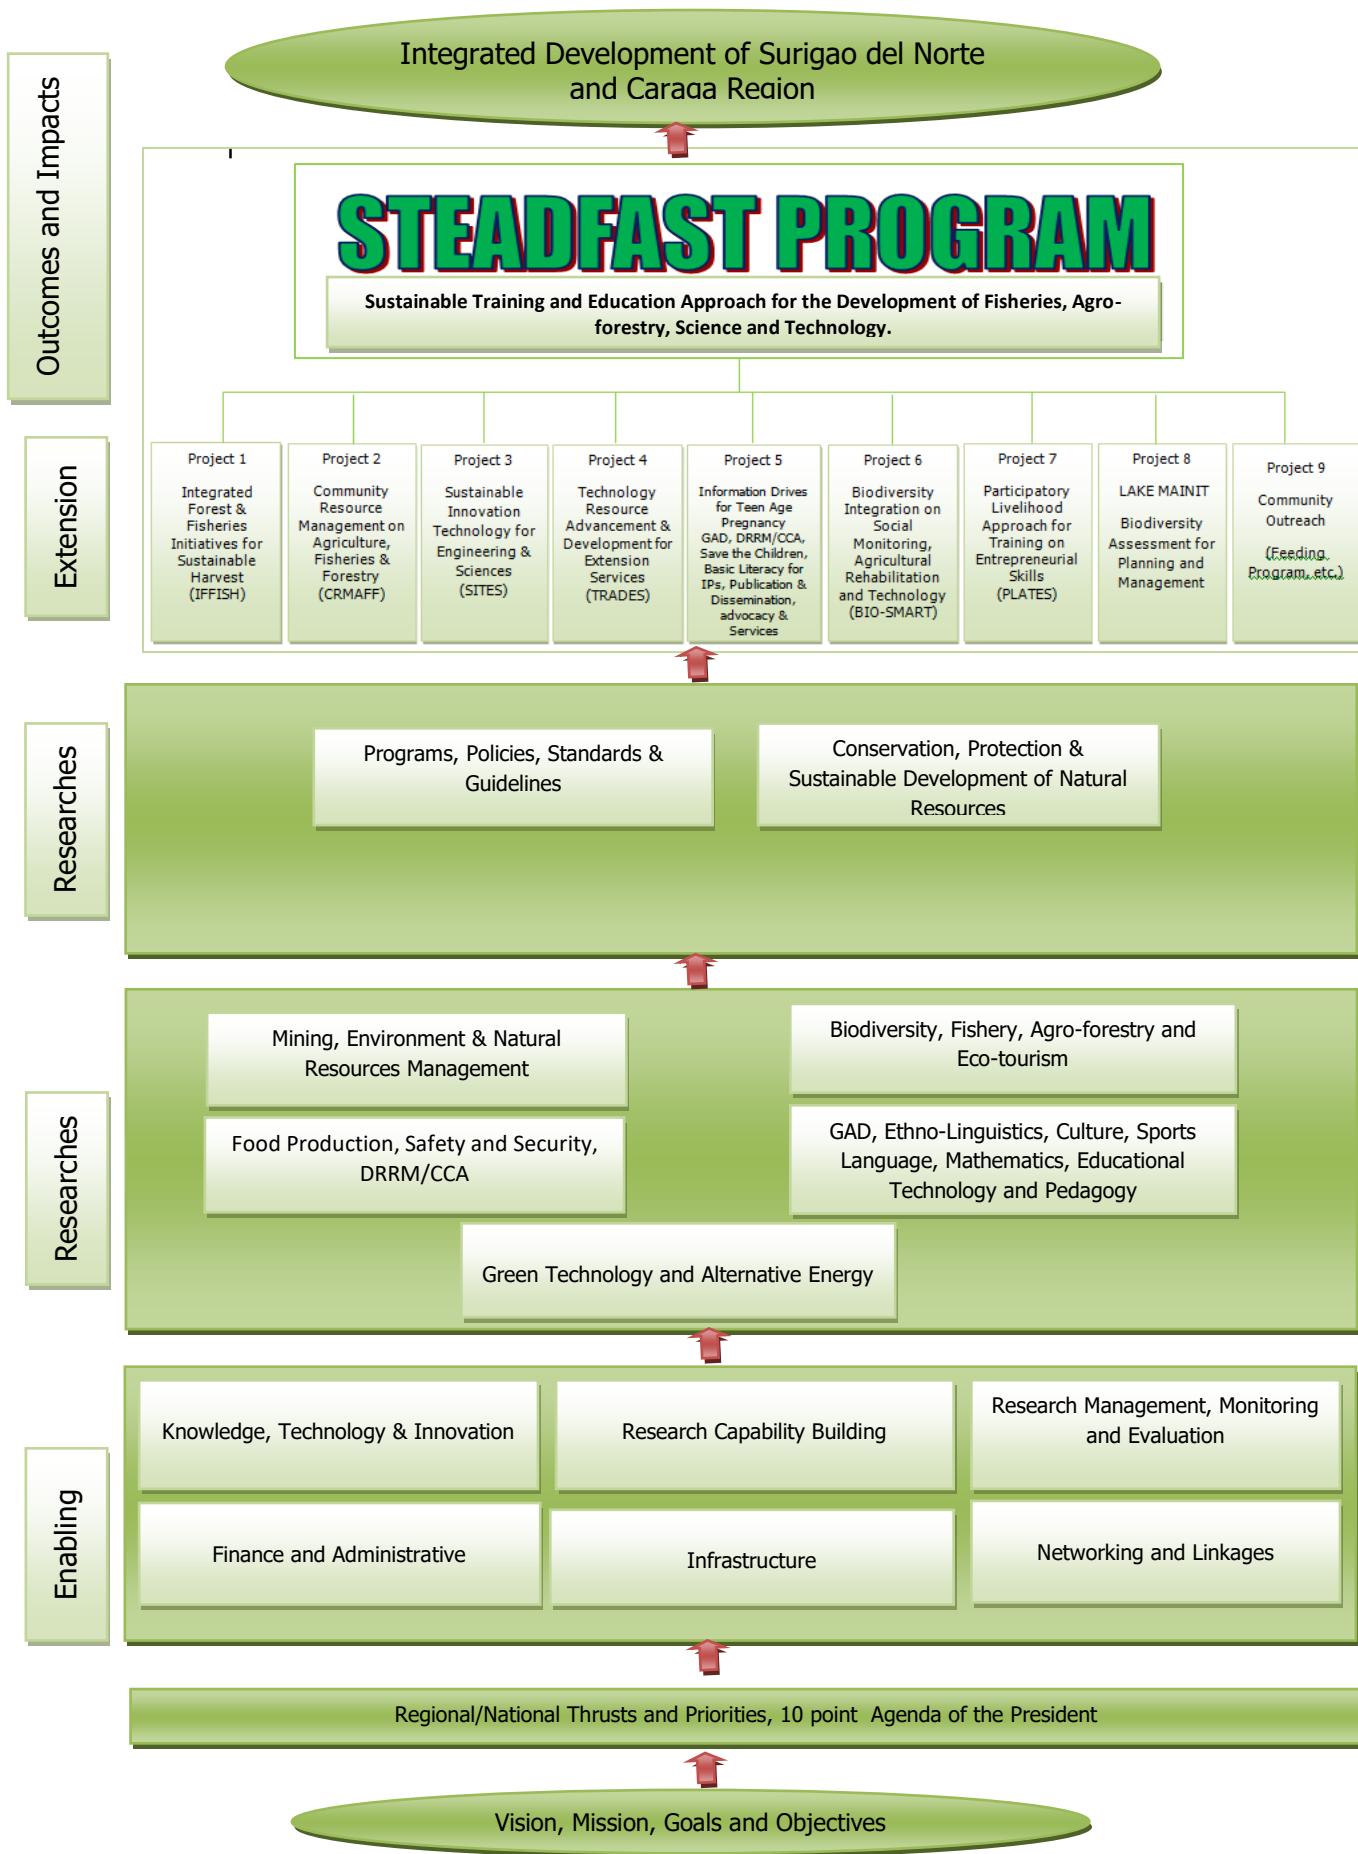 Integrated Development of Surigao del Norte
and Caraga Region
Outcomes and Impacts
STEADFAST PROGRAM
Sustainable Training and Education Approach for the Development of Fisheries, Agro-
forestry, Science and Technology.
Extension
Project 1
Integrated
Forest &
Fisheries
Initiatives for
Sustainable
Harvest
(IFFISH)
Project 2
Community
Resource
Management on
Agriculture,
Fisheries &
Forestry
(CRMAFF)
Project 3
Sustainable
Innovation
Technology for
Engineering &
Sciences
(SITES)
Project 4
Technology
Resource
Advancement &
Development for
Extension
Services
(TRADES)
Project 5
Information Drives
for Teen Age
Pregnancy
GAD, DRRM/CCA,
Save the Children,
Basic Literacy for
IPs, Publication &
Dissemination,
advocacy &
Services
Project 6
Biodiversity
Integration on
Social
Monitoring,
Agricultural
Rehabilitation
and Technology
(BIO-SMART)
Project 7
Participatory
Livelihood
Approach for
Training on
Entrepreneurial
Skills
(PLATES)
Project 8
LAKE MAINIT
Biodiversity
Assessment for
Planning and
Management
Project 9
Community
Outreach
(Feeding
Program, etc.)
Researches
Programs, Policies, Standards &
Guidelines
Conservation, Protection &
Sustainable Development of Natural
Resources
Researches
Mining, Environment & Natural
Resources Management
Biodiversity, Fishery, Agro-forestry and
Eco-tourism
Food Production, Safety and Security,
DRRM/CCA
GAD, Ethno-Linguistics, Culture, Sports
Language, Mathematics, Educational
Technology and Pedagogy
Green Technology and Alternative Energy
Enabling
Knowledge, Technology & Innovation
Research Capability Building
Research Management, Monitoring
and Evaluation
Finance and Administrative
Infrastructure
Networking and Linkages
Regional/National Thrusts and Priorities, 10 point  Agenda of the President
Vision, Mission, Goals and Objectives